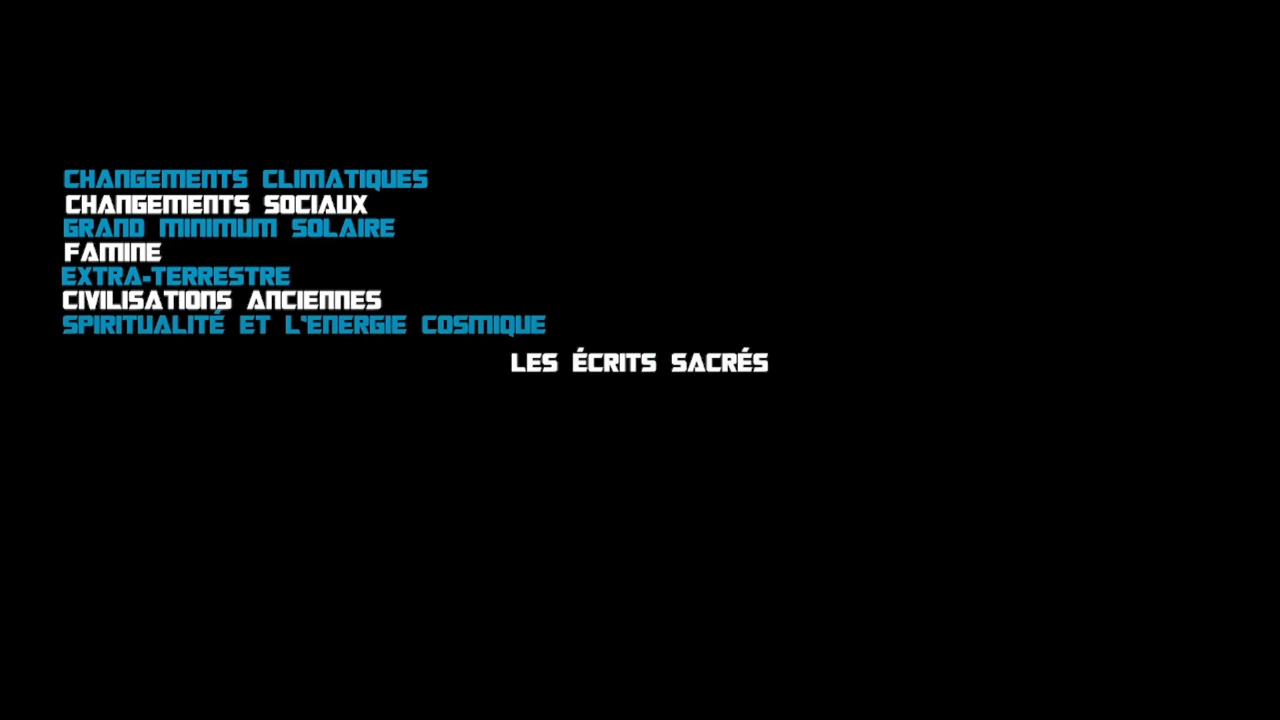 CHANGEMENTS CLIMATIQUES
CHANGEMENTS SOCIAUX
GRAND MINIMUM SOLAIRE
FAMINE
EXTRA-TERRESTRE
CIVILISATIONS ANCIENNES
SPIRITUALITÉ ET L'ENERGIE COSMIQUE
LES ÉCRITS SACRÉS